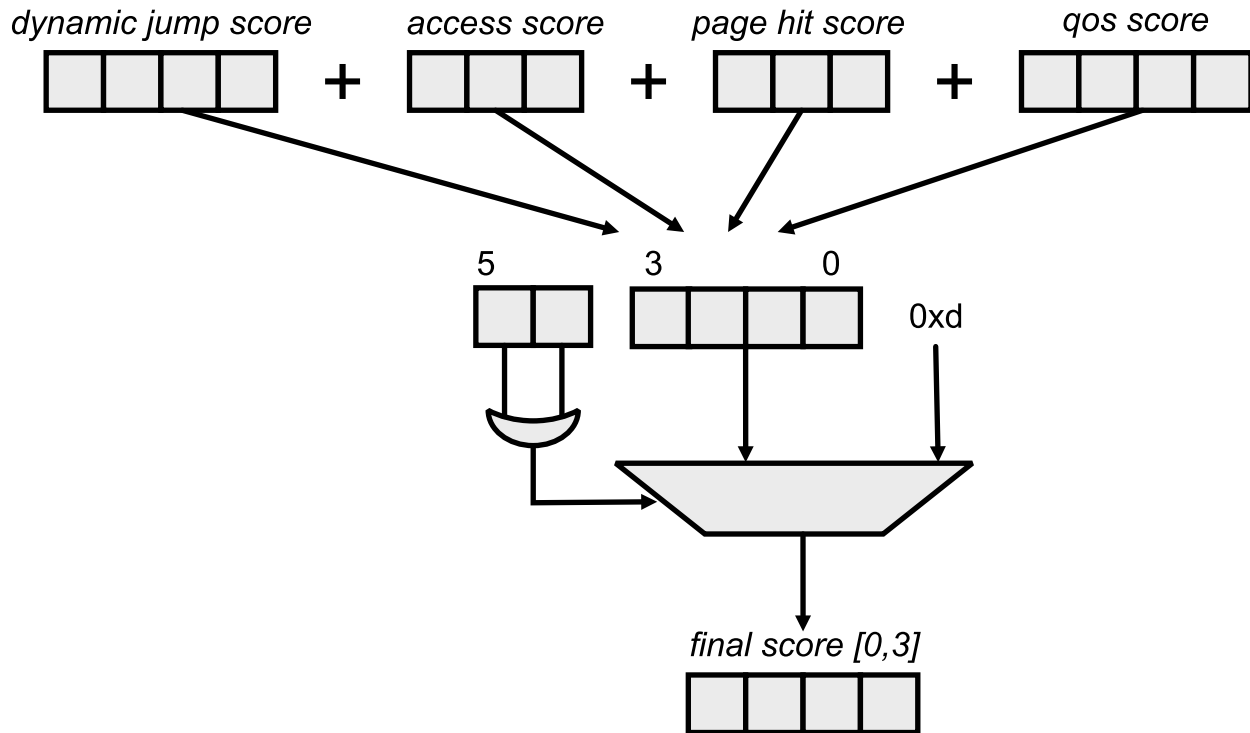 dynamic jump score
access score
page hit score
qos score
+
+
+
5
3
0
0xd
final score [0,3]